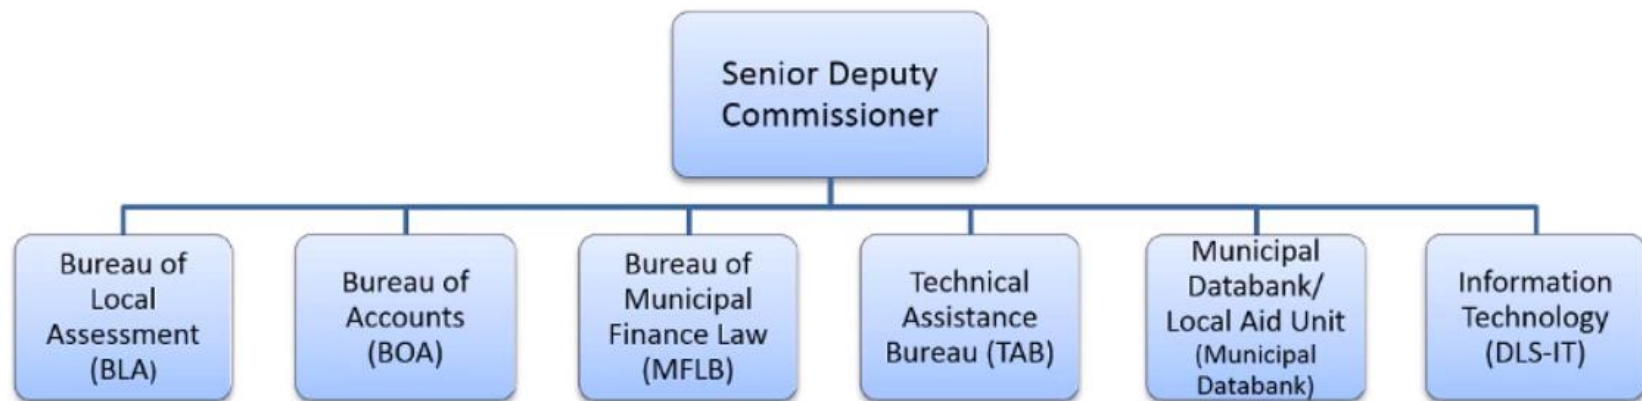 Senior Deputy
Commissioner
Bureau of
Local
Assessment
(BLA)
Bureau of
Accounts
(BOA)
Bureau of
Municipal
Finance Law
(MFLB)
Technical
Assistance
Bureau (TAB)
Municipal
Databank/
Local Aid Unit
(Municipal
Databank)
Information
Technology
(DLS-IT)